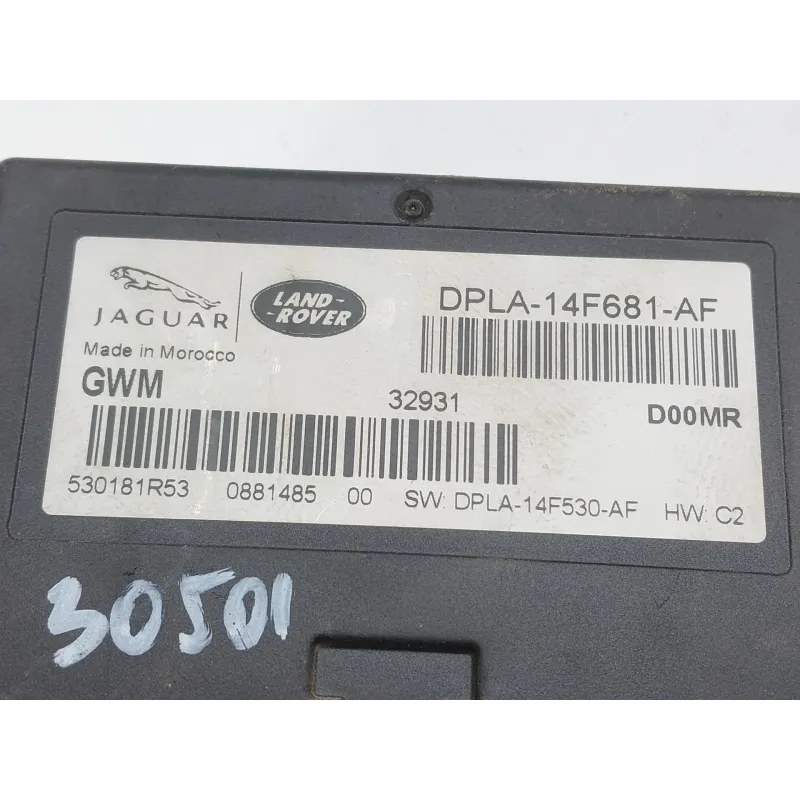 JAGUAR
LAND-
-ROVER
DPLA-14F681-AF
Made in Morocco
GWM
32931
D00MR
530181R53 0881485 00 SW: DPLA-14F530-AF HW: C2
30501